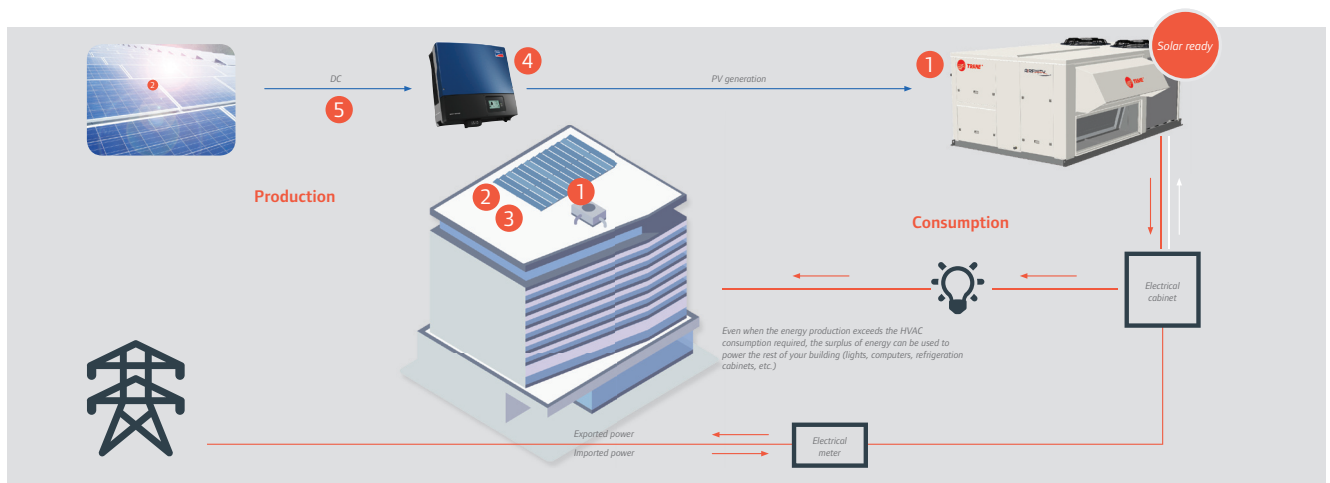 Solar ready
2
DC
5
4
PV generation
1
TRANE
TRANE
Production
2
3
1
Consumption
Electrical
cabinet
Even when the energy production exceeds the HVAC
consumption required, the surplus of energy can be used to
power the rest of your building (lights, computers, refrigeration
cabinets, etc.)
Exported power
Imported power
Electrical
meter